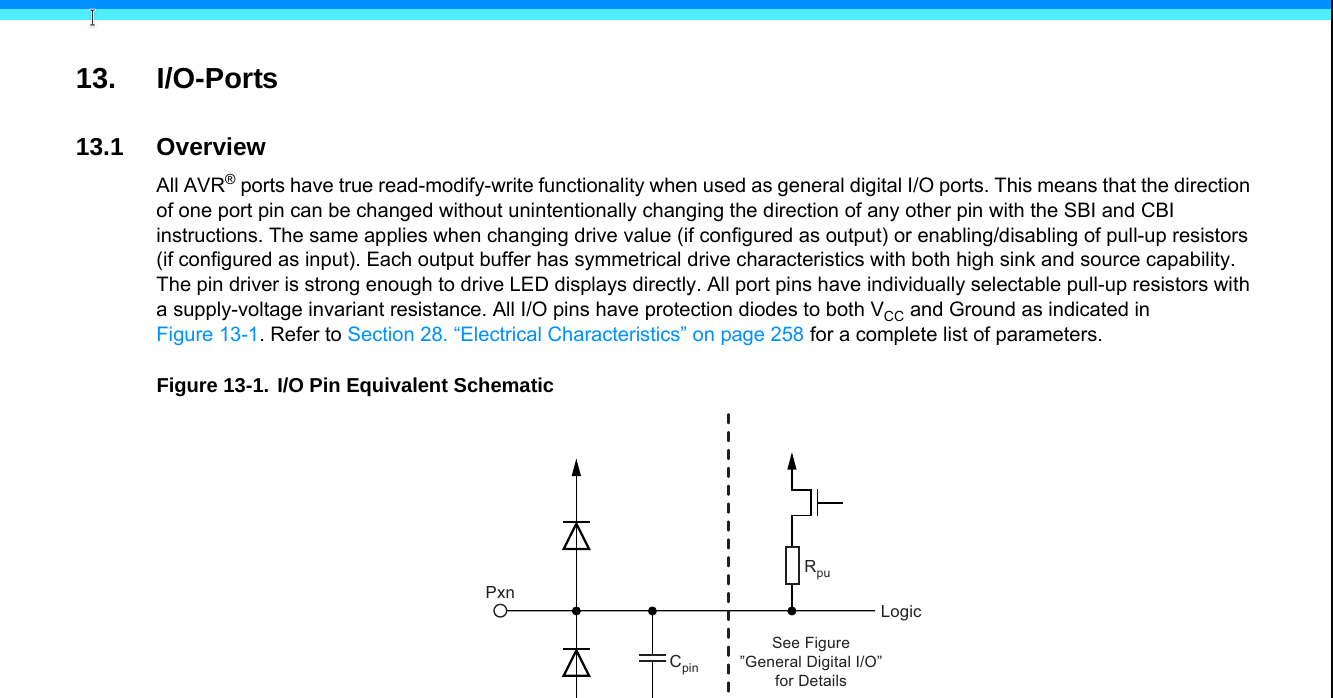 13. I/O-Ports
13.1 Overview
All AVR® ports have true read-modify-write functionality when used as general digital I/O ports. This means that the direction
of one port pin can be changed without unintentionally changing the direction of any other pin with the SBI and CBI
instructions. The same applies when changing drive value (if configured as output) or enabling/disabling of pull-up resistors
(if configured as input). Each output buffer has symmetrical drive characteristics with both high sink and source capability.
The pin driver is strong enough to drive LED displays directly. All port pins have individually selectable pull-up resistors with
a supply-voltage invariant resistance. All I/O pins have protection diodes to both VCC and Ground as indicated in
Figure 13-1. Refer to Section 28. “Electrical Characteristics” on page 258 for a complete list of parameters.
Figure 13-1. I/O Pin Equivalent Schematic
Rpu
Pxn
Logic
See Figure
”General Digital I/O”
for Details
Cpin